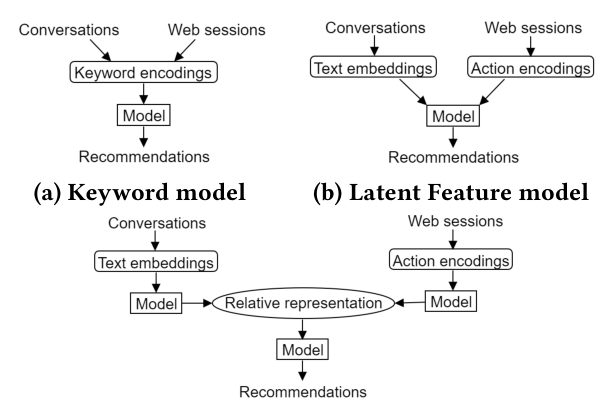 Conversations
Web sessions
Keyword encodings
Model
Recommendations
(a) Keyword model
Conversations
Web sessions
Text embeddings
Action encodings
Model
Recommendations
(b) Latent Feature model
Conversations
Web sessions
Text embeddings
Action encodings
Model
Relative representation
Model
Model
Recommendations